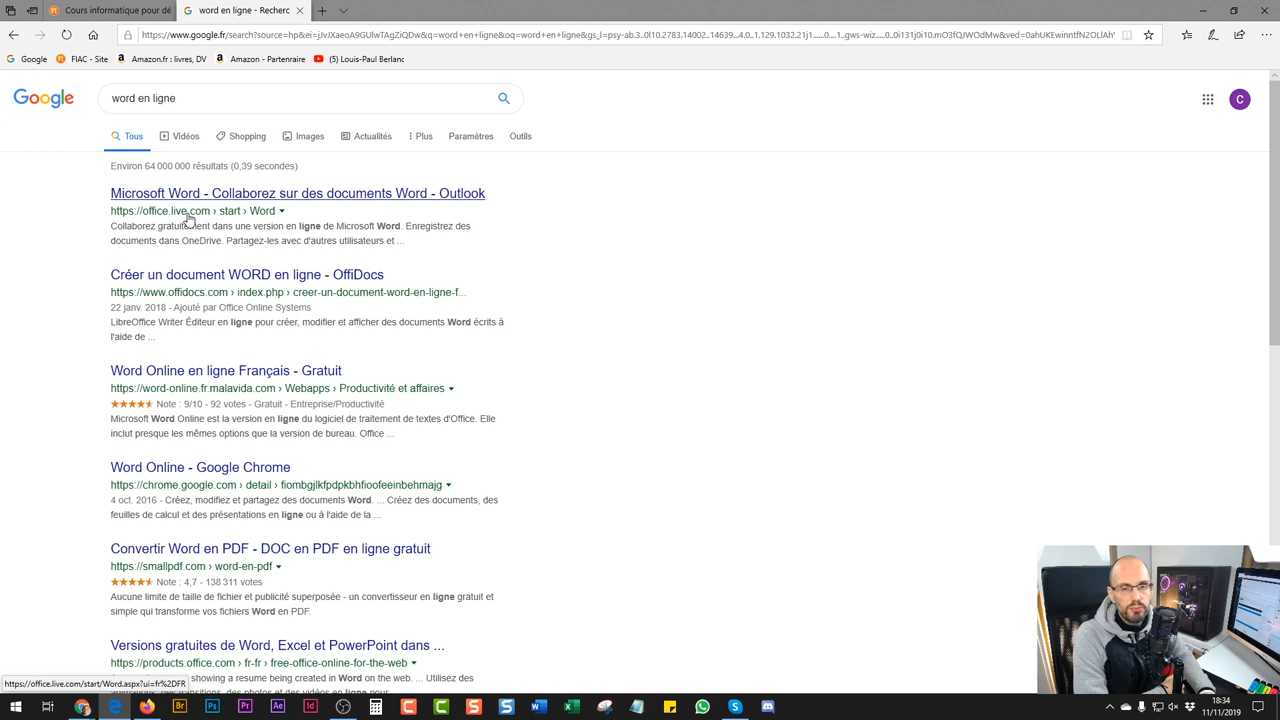 Cours informatique pour dé
word en ligne - Recherc
https://www.google.fr/search?source=hp&ei=jJvJXaeoA9GUlwTAgZiQDw&q=word+en+ligne&oq=word+en+ligne&gs_l=psy-ab.3..0l10.2783.14002..14639...4.0..1.129.1032.21j1......0....1..gws-wiz.....0..0i131j0i10.mO3fQJWOdMw&ved=0ahUKEwinntfN2OLlAhV
Google
FIAC - Site
Amazon.fr : livres, DV
Amazon - Partenaire
(5) Louis-Paul Berlanc
Google
word en ligne
C
Tous
Vidéos
Shopping
Images
Actualités
Plus
Paramètres
Outils
Environ 64 000 000 résultats (0,39 secondes)
Microsoft Word - Collaborez sur des documents Word - Outlook
https://office.live.com › start › Word
Collaborez gratuitement dans une version en ligne de Microsoft Word. Enregistrez des
documents dans OneDrive. Partagez-les avec d'autres utilisateurs et ...
Créer un document WORD en ligne - OffiDocs
https://www.offidocs.com › index.php › creer-un-document-word-en-ligne-f...
22 janv. 2018 - Ajouté par Office Online Systems
LibreOffice Writer Éditeur en ligne pour créer, modifier et afficher des documents Word écrits à
l'aide de ...
Word Online en ligne Français - Gratuit
https://word-online.fr.malavida.com › Webapps › Productivité et affaires
Note : 9/10 - 92 votes - Gratuit - Entreprise/Productivité
Microsoft Word Online est la version en ligne du logiciel de traitement de textes d'Office. Elle
inclut presque les mêmes options que la version de bureau. Office ...
Word Online - Google Chrome
https://chrome.google.com › detail › fiombgjlkfpdpkbhfioofeeinbehmajg
4 oct. 2016 - Créez, modifiez et partagez des documents Word. ... Créez des documents, des
feuilles de calcul et des présentations en ligne ou à l'aide de la ...
Convertir Word en PDF - DOC en PDF en ligne gratuit
https://smallpdf.com › word-en-pdf
Note : 4,7 - 138 311 votes
Aucune limite de taille de fichier et publicité superposée - un convertisseur en ligne gratuit et
simple qui transforme vos fichiers Word en PDF.
Versions gratuites de Word, Excel et PowerPoint dans ...
https://products.office.com › fr-fr › free-office-online-for-the-web
showing a resume being created in Word on the web. ... Utilisez des
https://office.live.com/start/Word.aspx?ui=fr%2DFR
18:34
11/11/2019